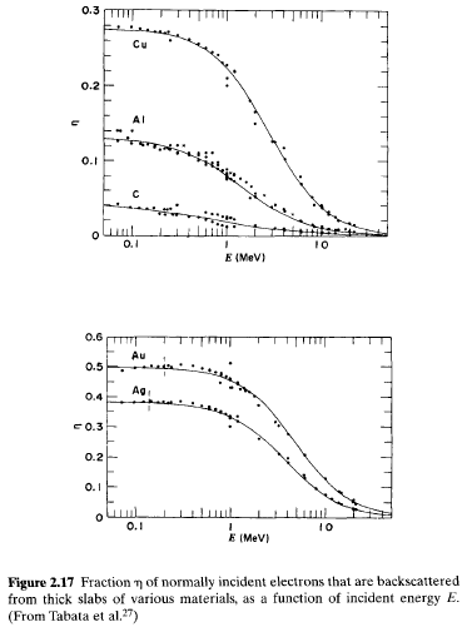 0.3
Cu
0.2
η
Al
0.1
C
0
0.1
1
10
E (MeV)
0.6
Au
0.5
0.4
Ag
η
0.3
0.2
0.1
0
0.1
1
10
E (MeV)
Figure 2.17 Fraction η of normally incident electrons that are backscattered
from thick slabs of various materials, as a function of incident energy E.
(From Tabata et al.²⁷)